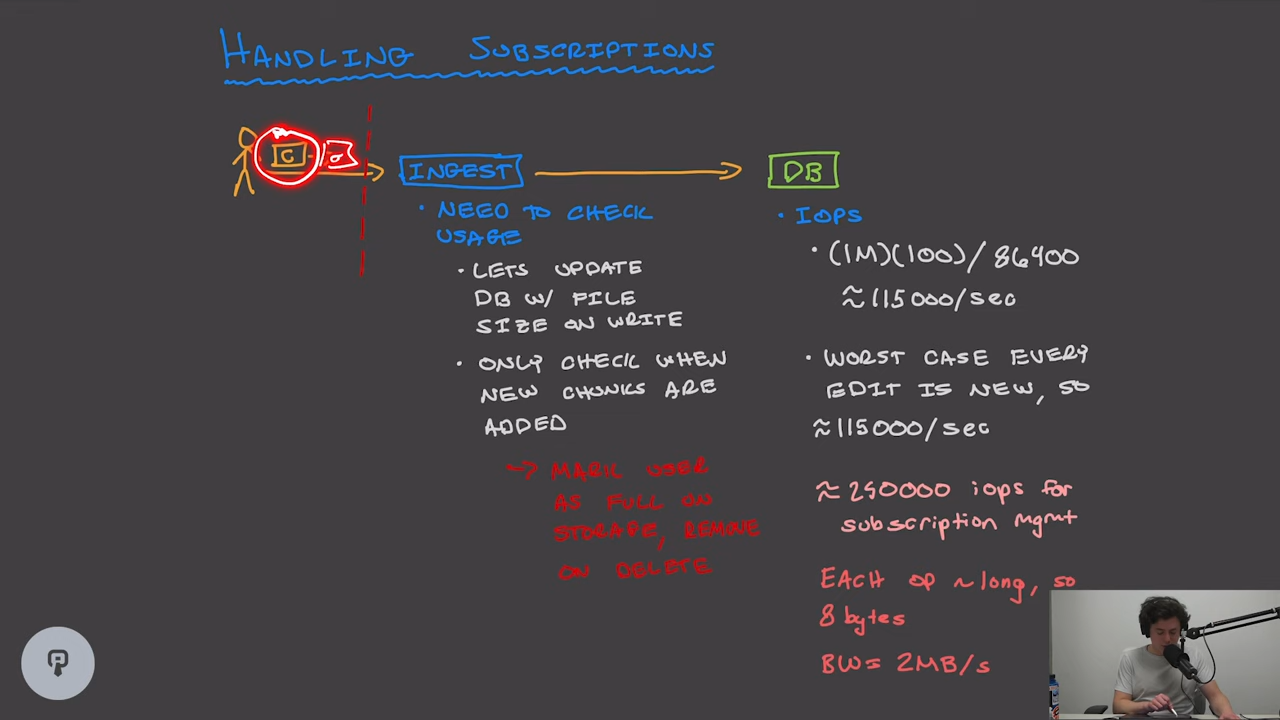 HANDLING SUBSCRIPTIONS
C
INGEST
DB
• NEED TO CHECK
USAGE
• LETS UPDATE
DB W/ FILE
SIZE ON WRITE
• ONLY CHECK WHEN
NEW CHUNKS ARE
ADDED
→ MARK USER
AS FULL ON
STORAGE, REMOVE
ON DELETE
• IOPS
• (1M)(100)/86400
≈115000/sec
• WORST CASE EVERY
EDIT IS NEW, SO
≈115000/sec
≈250000 iops for
subscription mgmt
EACH OP ~long, so
8 bytes
BW= 2MB/s